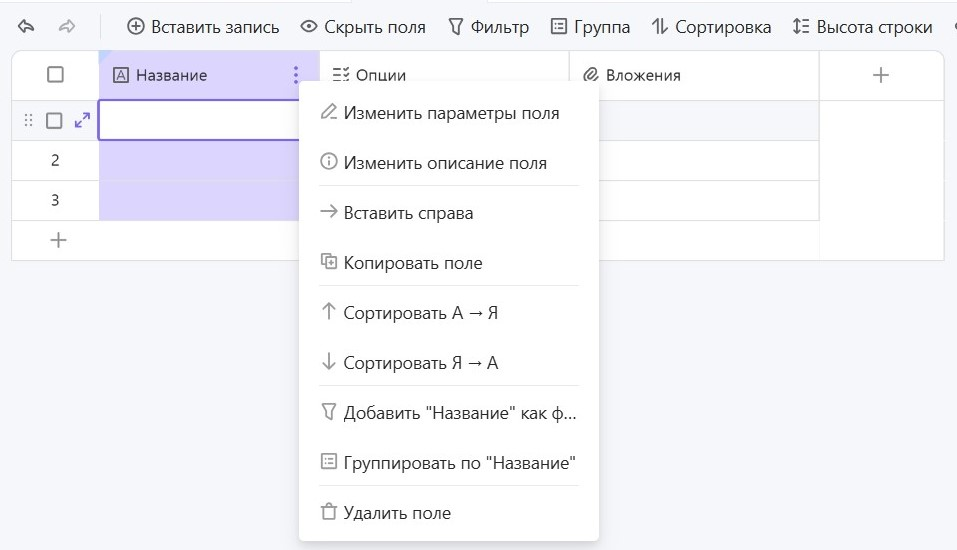 Вставить запись Скрыть поля Фильтр Группа Сортировка Высота строки
Название Опции Вложения
Изменить параметры поля
2
Изменить описание поля
3
Вставить справа
Копировать поле
Сортировать А → Я
Сортировать Я → А
Добавить "Название" как ф...
Группировать по "Название"
Удалить поле